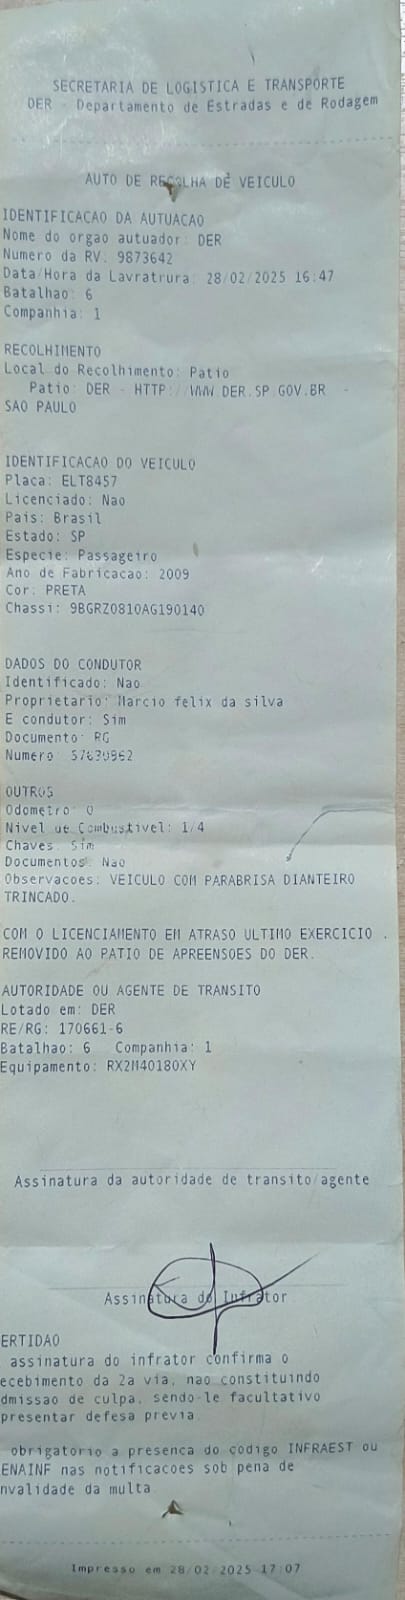 SECRETARIA DE LOGISTICA E TRANSPORTE
DER - Departamento de Estradas e de Rodagem
AUTO DE RECOLHA DE VEICULO
IDENTIFICACAO DA AUTUACAO
Nome do orgao autuador: DER
Numero da RV: 9873642
Data/Hora da Lavratrura: 28/02/2025 16:47
Batalhao: 6
Companhia: 1
RECOLHIMENTO
Local do Recolhimento: Patio
Patio: DER - HTTP://WWW.DER.SP.GOV.BR -
SAO PAULO
IDENTIFICACAO DO VEICULO
Placa: ELT8457
Licenciado: Nao
Pais: Brasil
Estado: SP
Especie: Passageiro
Ano de Fabricacao: 2009
Cor: PRETA
Chassi: 9BGRZ0810AG190140
DADOS DO CONDUTOR
Identificado: Nao
Proprietario: Marcio felix da silva
E condutor: Sim
Documento: RG
Numero:
OUTROS
Odometro: 0
Nivel de Combustivel: 1/4
Chaves: Sim
Documentos: Nao
Observacoes: VEICULO COM PARABRISA DIANTEIRO
TRINCADO.
COM O LICENCIAMENTO EM ATRASO ULTIMO EXERCICIO .
REMOVIDO AO PATIO DE APREENSOES DO DER.
AUTORIDADE OU AGENTE DE TRANSITO
Lotado em: DER
RE/RG: 170661-6
Batalhao: 6 Companhia: 1
Equipamento: RX2M40180XY
Assinatura da autoridade de transito/agente
Assinatura do Infrator
ERTIDAO
assinatura do infrator confirma o
ecebimento da 2a via, nao constituindo
dmissao de culpa, sendo-le facultativo
presentar defesa previa.
obrigatorio a presenca do codigo INFRAEST ou
ENAINF nas notificacoes sob pena de
nvalidade da multa
Impresso em 28/02/2025 17:07